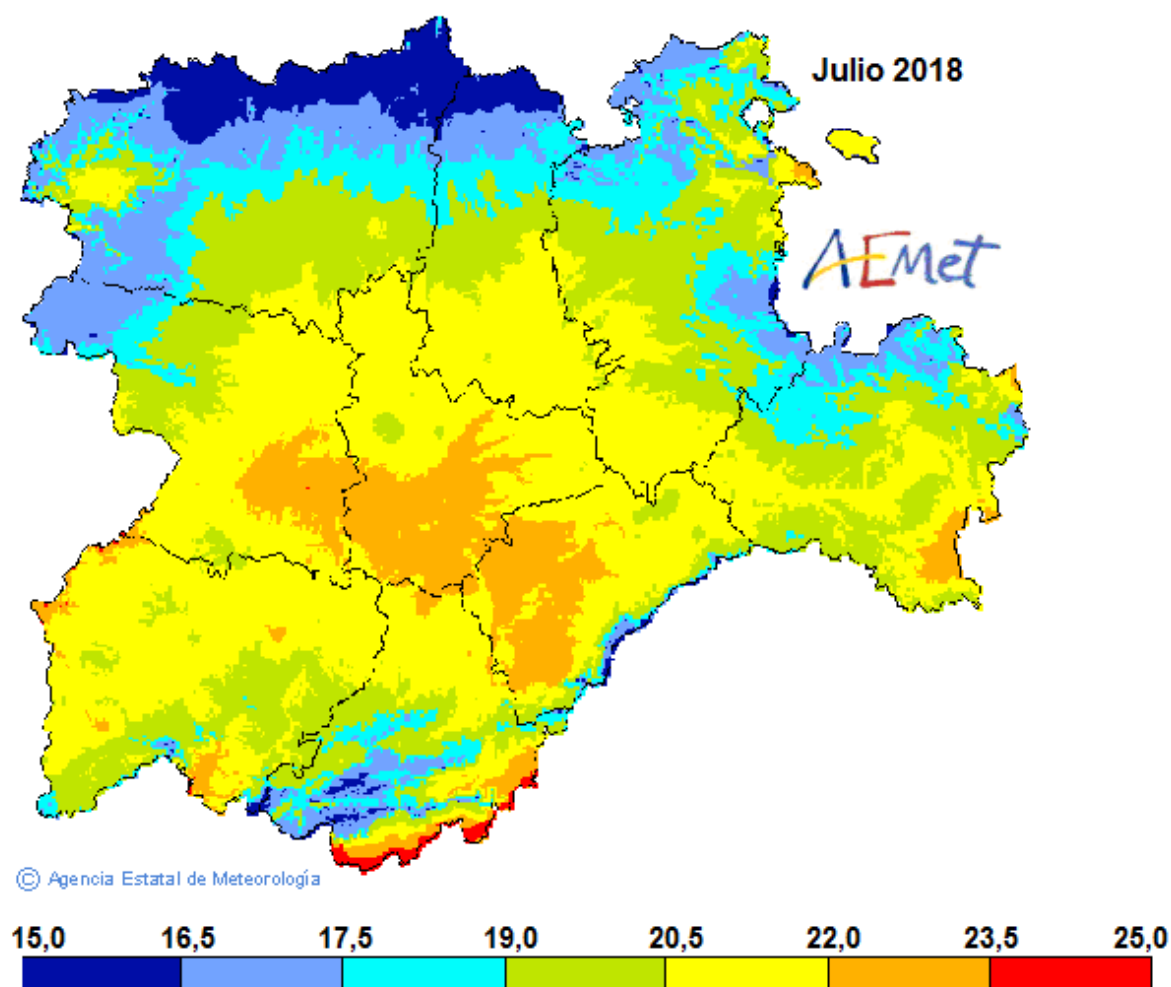 Julio 2018
AEMet
© Agencia Estatal de Meteorología
15,0 16,5 17,5 19,0 20,5 22,0 23,5 25,0